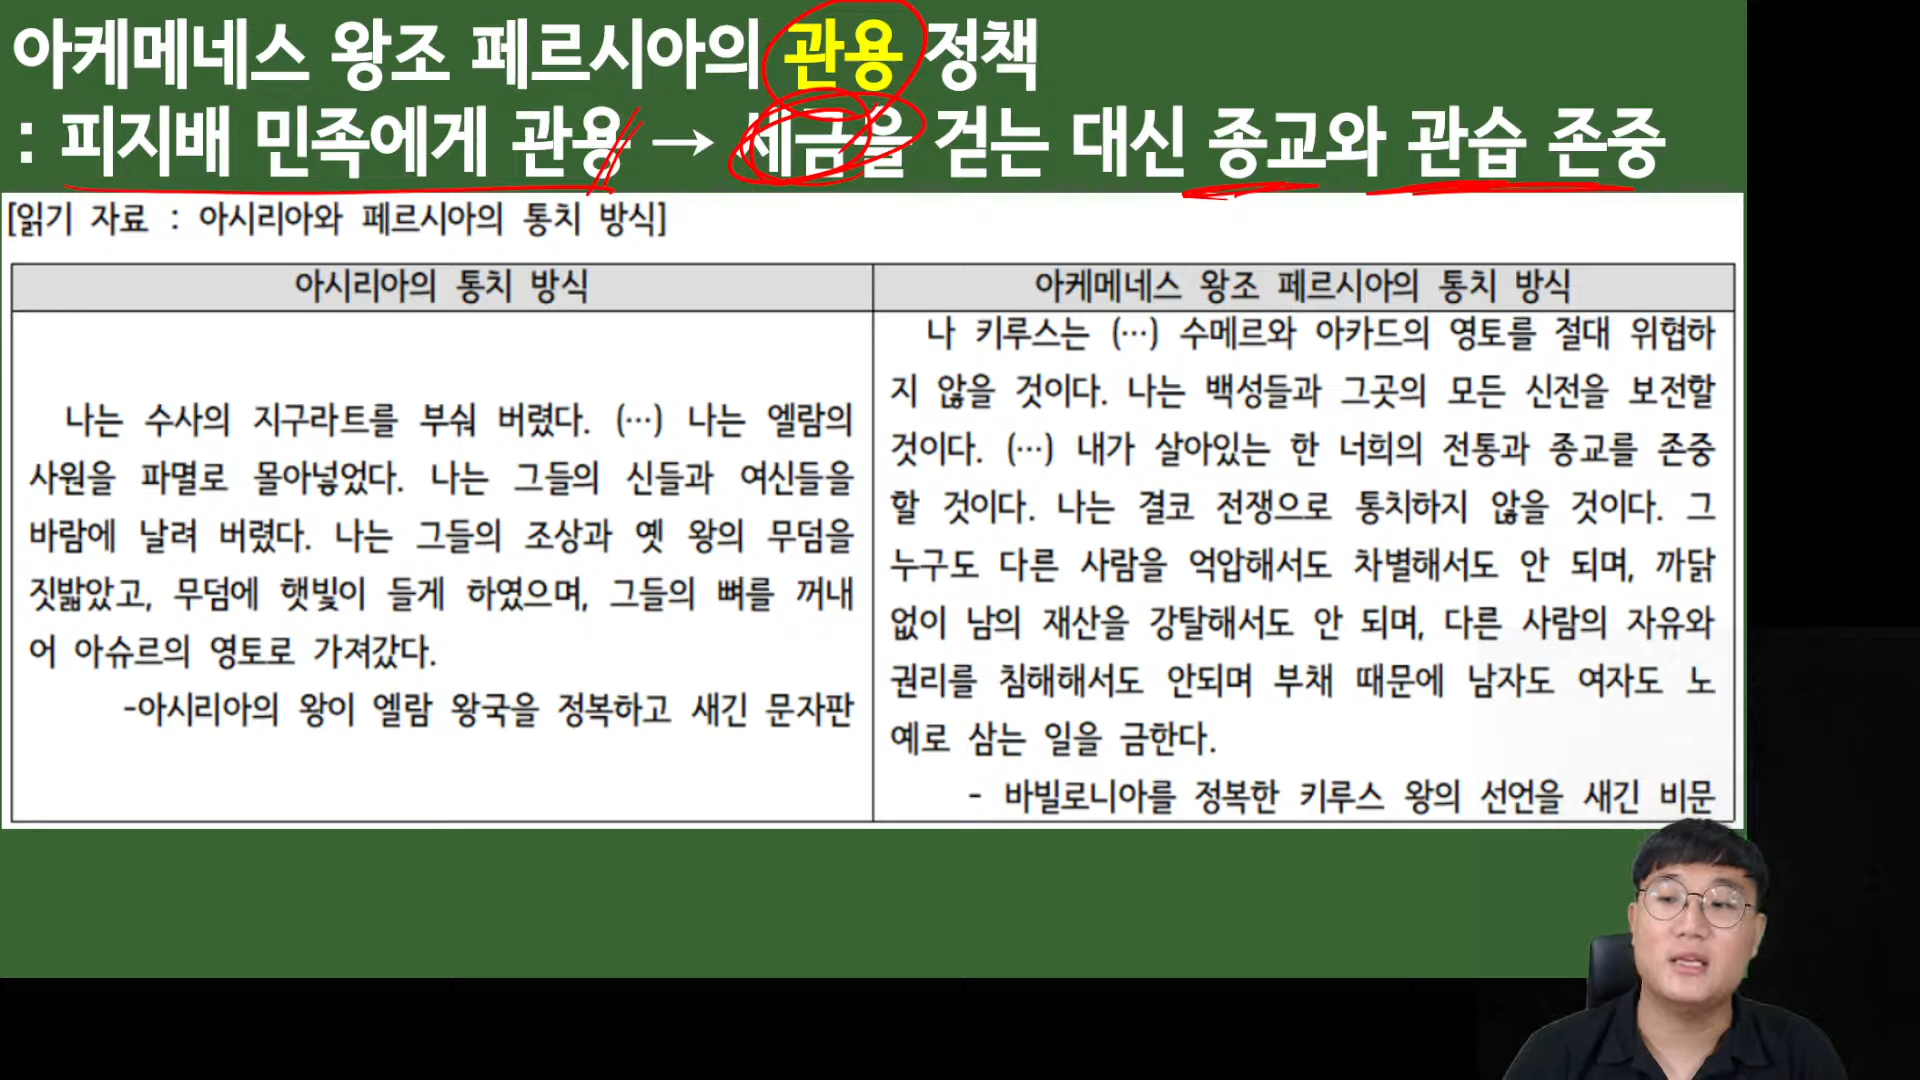 아케메네스 왕조 페르시아의 관용 정책
: 피지배 민족에게 관용 → 세금을 걷는 대신 종교와 관습 존중
[읽기 자료 : 아시리아와 페르시아의 통치 방식]
아시리아의 통치 방식
나는 수사의 지구라트를 부숴 버렸다. (…) 나는 엘람의
사원을 파멸로 몰아넣었다. 나는 그들의 신들과 여신들을
바람에 날려 버렸다. 나는 그들의 조상과 옛 왕의 무덤을
짓밟았고, 무덤에 햇빛이 들게 하였으며, 그들의 뼈를 꺼내
어 아슈르의 영토로 가져갔다.
-아시리아의 왕이 엘람 왕국을 정복하고 새긴 문자판
아케메네스 왕조 페르시아의 통치 방식
나 키루스는 (…) 수메르와 아카드의 영토를 절대 위협하
지 않을 것이다. 나는 백성들과 그곳의 모든 신전을 보전할
것이다. (…) 내가 살아있는 한 너희의 전통과 종교를 존중
할 것이다. 나는 결코 전쟁으로 통치하지 않을 것이다. 그
누구도 다른 사람을 억압해서도 차별해서도 안 되며, 까닭
없이 남의 재산을 강탈해서도 안 되며, 다른 사람의 자유와
권리를 침해해서도 안되며 부채 때문에 남자도 여자도 노
예로 삼는 일을 금한다.
- 바빌로니아를 정복한 키루스 왕의 선언을 새긴 비문